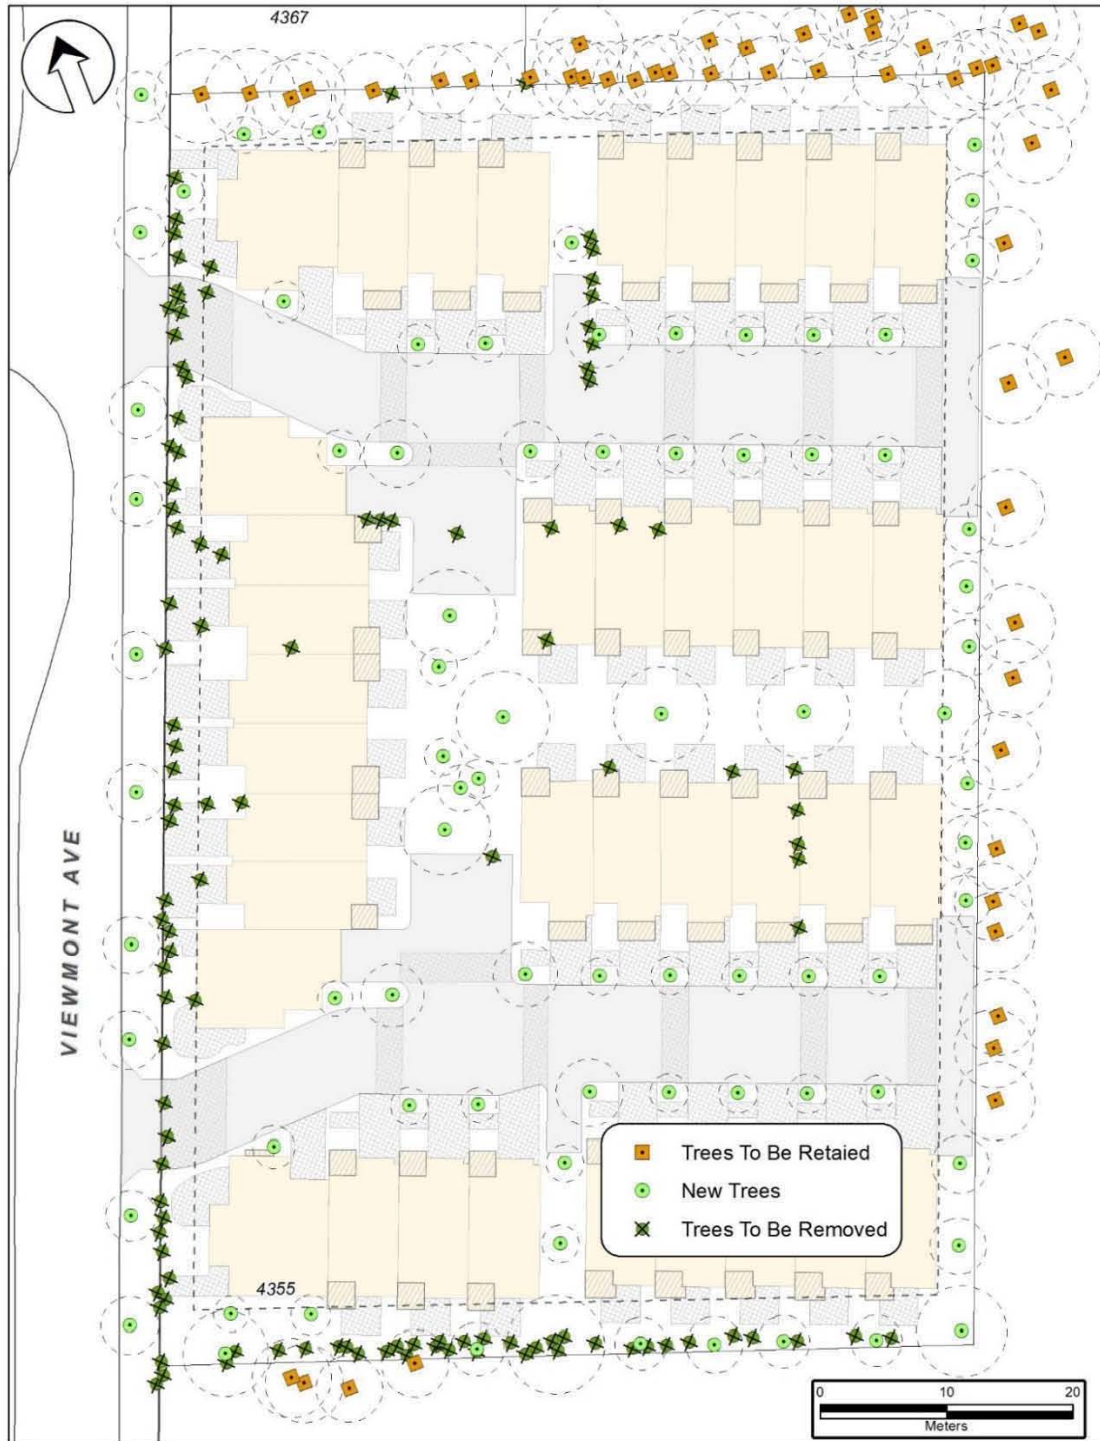 4367
VIEWMONT AVE
Trees To Be Retaied
New Trees
Trees To Be Removed
4355
0 10 20
Meters